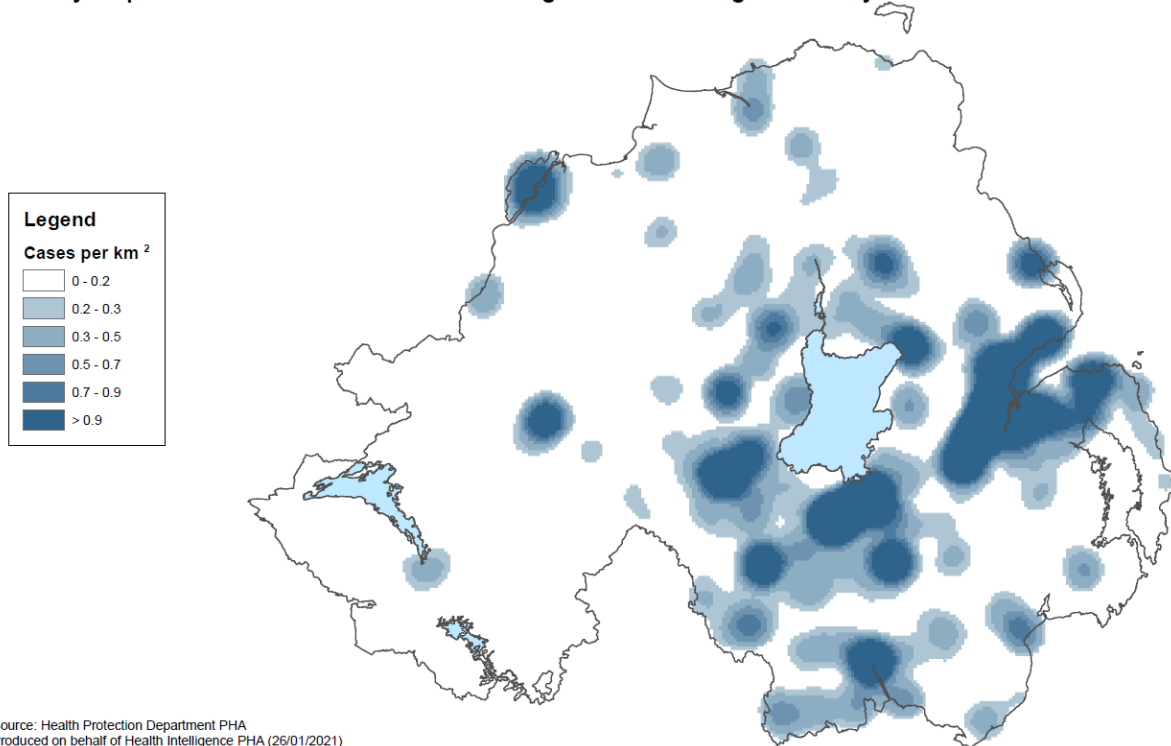 Legend
Cases per km ²
0 - 0.2
0.2 - 0.3
0.3 - 0.5
0.5 - 0.7
0.7 - 0.9
> 0.9
ource: Health Protection Department PHA
roduced on behalf of Health Intelligence PHA (26/01/2021)